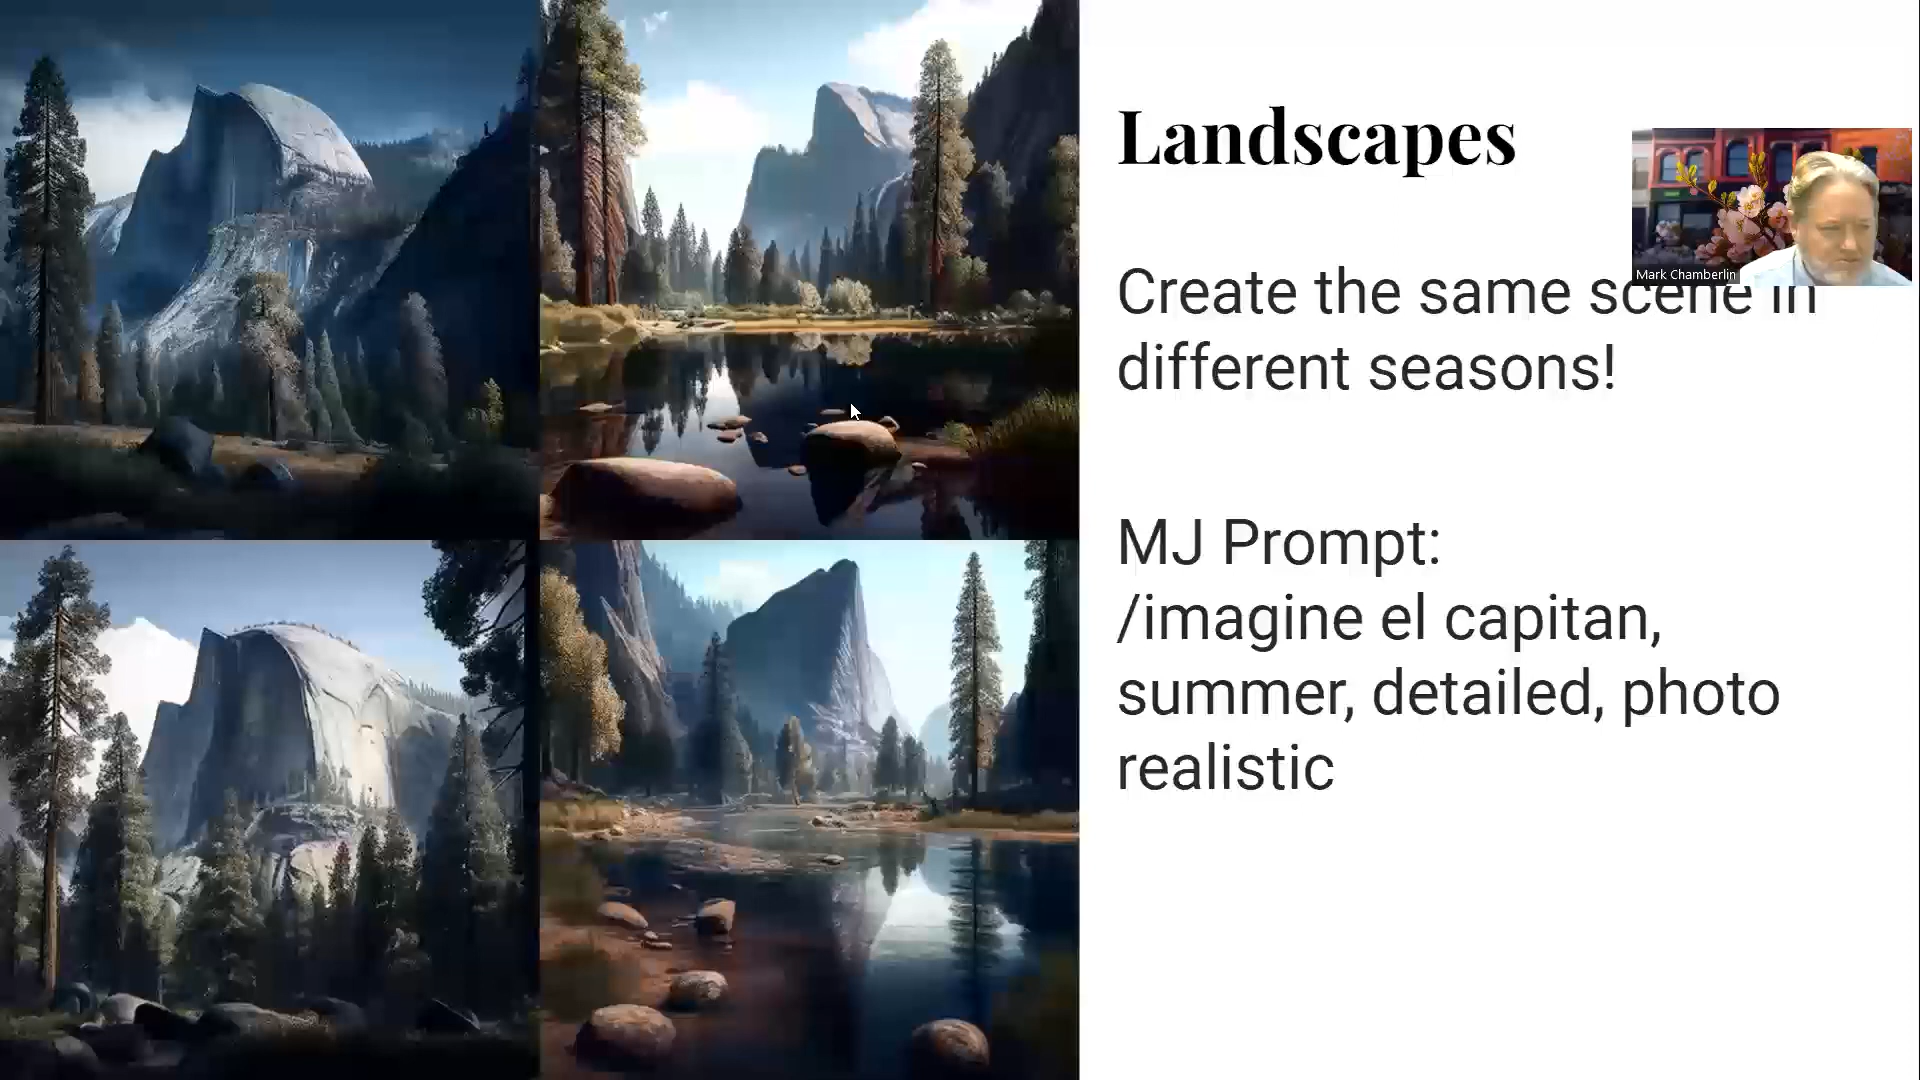 Landscapes
Mark Chamberlin
Create the same scene in
different seasons!
MJ Prompt:
/imagine el capitan,
summer, detailed, photo
realistic